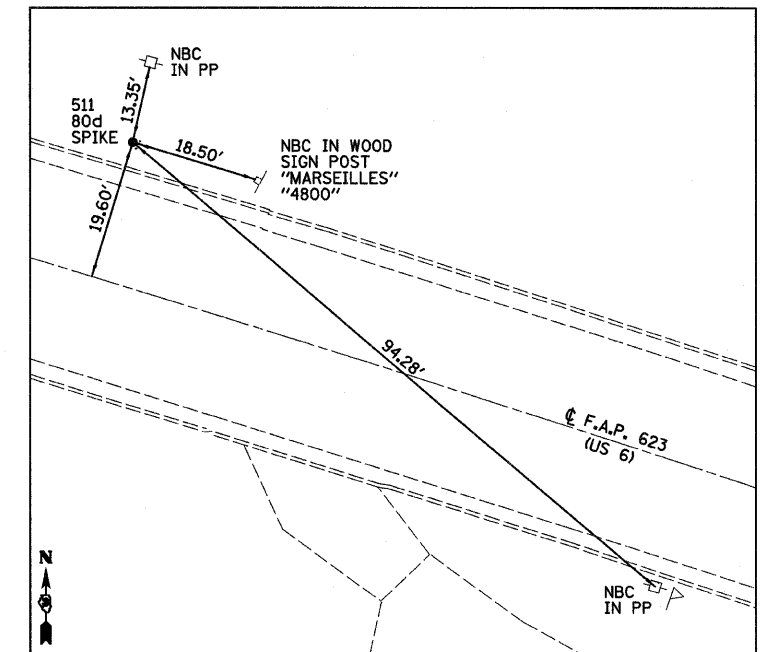 NBC
IN PP
13.35'
511
80d
SPIKE
18.50'
NBC IN WOOD
SIGN POST
"MARSEILLES"
"4800"
19.60'
94.28'
℄ F.A.P. 623
(US 6)
N
NBC
IN PP